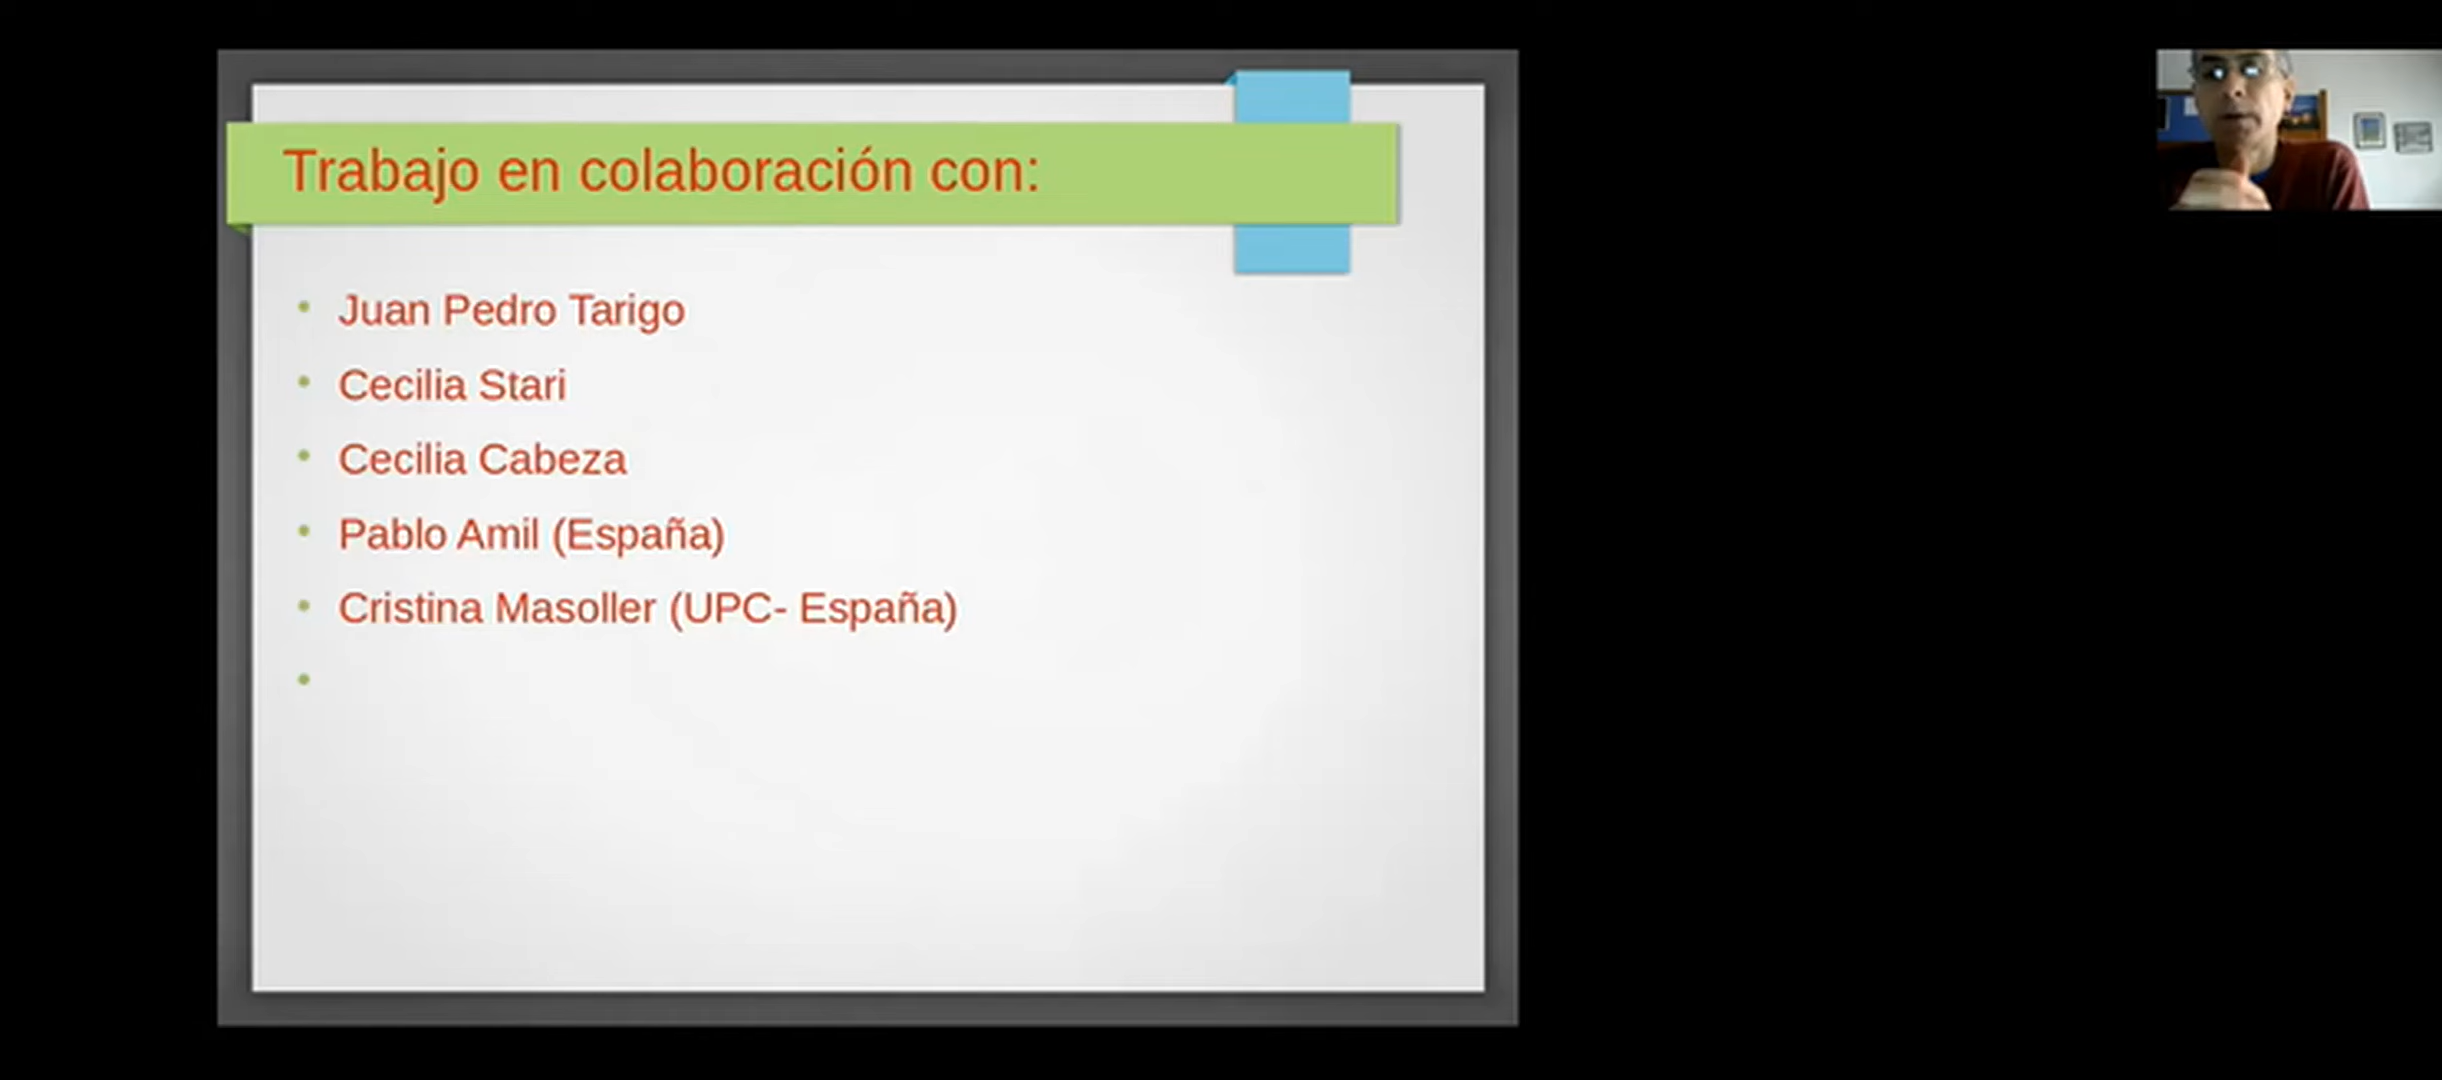 Trabajo en colaboración con:
Juan Pedro Tarigo
Cecilia Stari
Cecilia Cabeza
Pablo Amil (España)
Cristina Masoller (UPC- España)